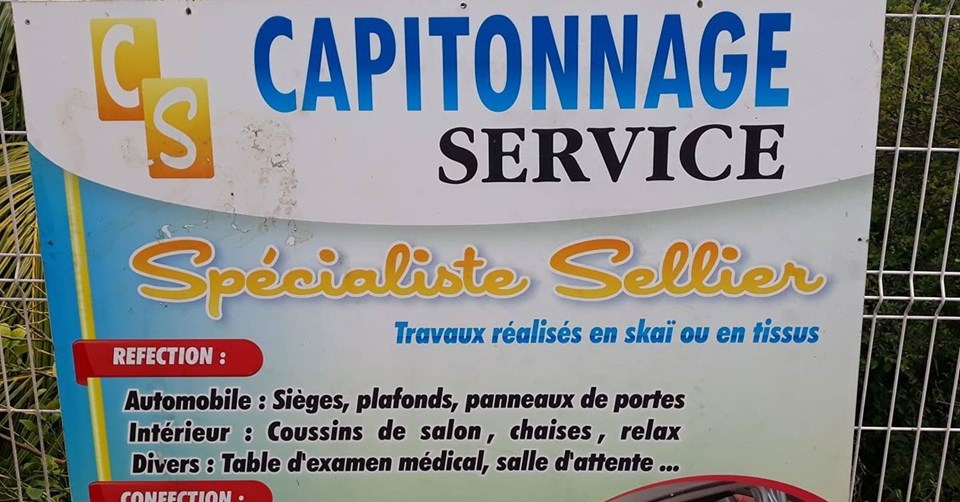 CS
CAPITONNAGE
SERVICE
Spécialiste Sellier
Travaux réalisés en skaï ou en tissus
REFECTION :
Automobile : Sièges, plafonds, panneaux de portes
Intérieur : Coussins de salon, chaises, relax
Divers : Table d'examen médical, salle d'attente ...
CONFECTION :